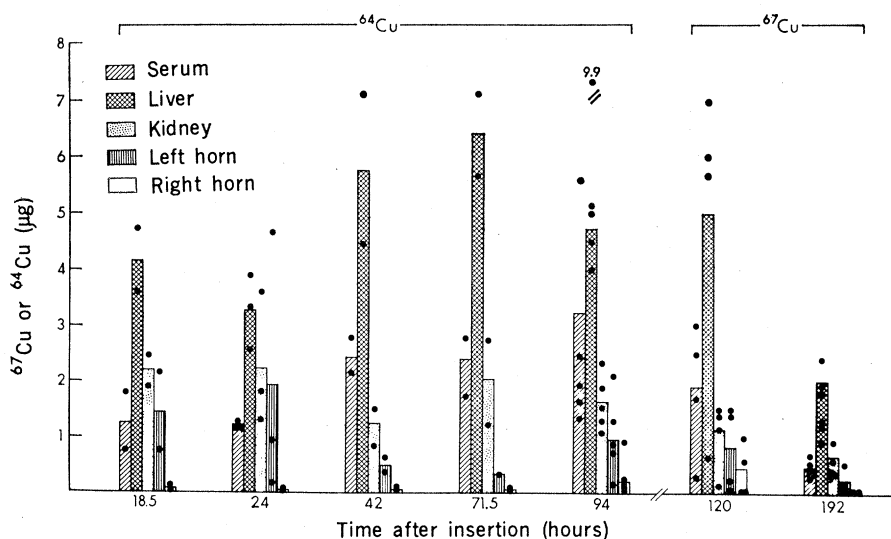 ⁶⁴Cu
⁶⁷Cu
8
7
6
5
4
3
2
1
⁶⁷Cu or ⁶⁴Cu (µg)
Serum
Liver
Kidney
Left horn
Right horn
9.9
18.5
24
42
71.5
94
120
192
Time after insertion (hours)